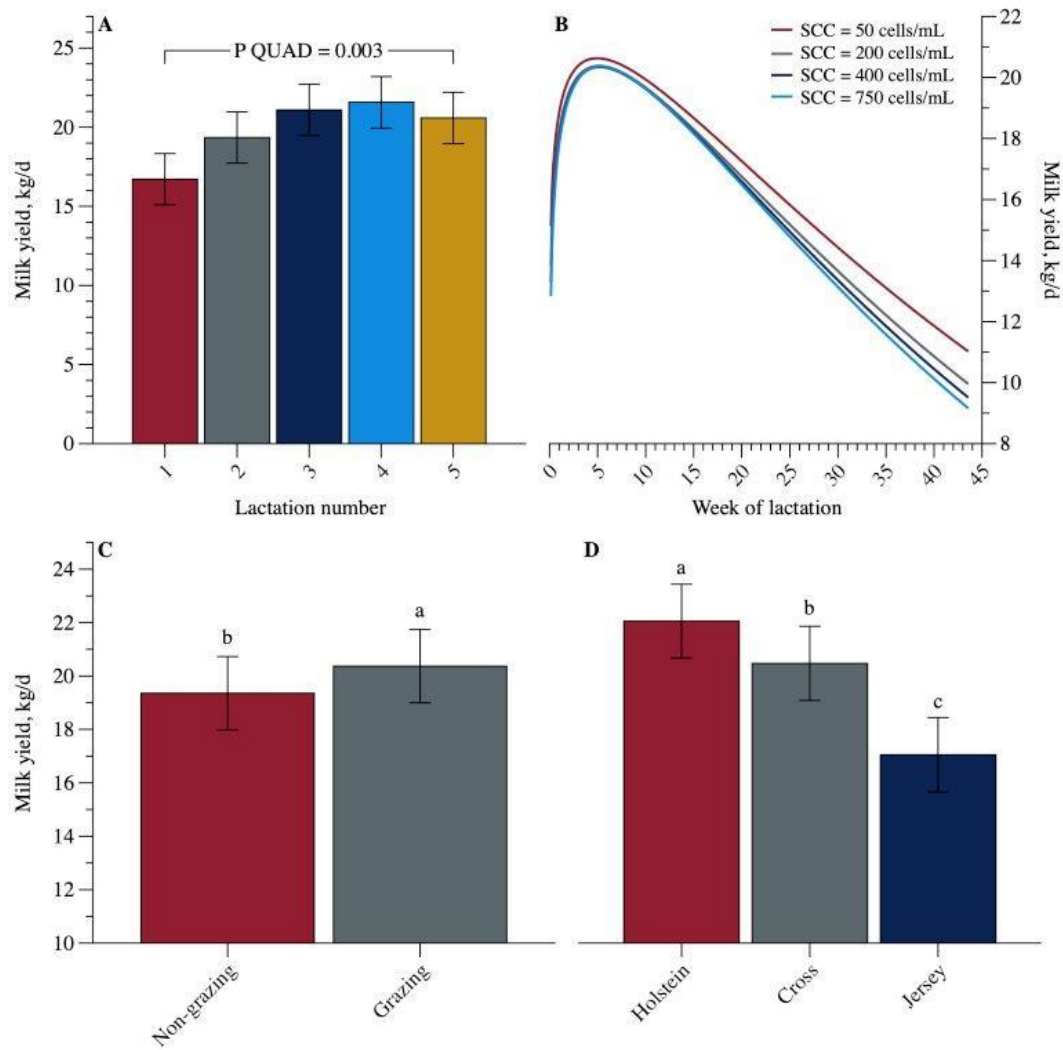 A
P QUAD = 0.003
25
20
15
10
5
0
Milk yield, kg/d
1
2
3
4
5
Lactation number
B
SCC = 50 cells/mL
SCC = 200 cells/mL
SCC = 400 cells/mL
SCC = 750 cells/mL
22
20
18
16
14
12
10
8
Milk yield, kg/d
0
5
10
15
20
25
30
35
40
45
Week of lactation
C
24
22
20
18
16
14
12
10
Milk yield, kg/d
b
a
Non-grazing
Grazing
D
a
b
c
Holstein
Cross
Jersey